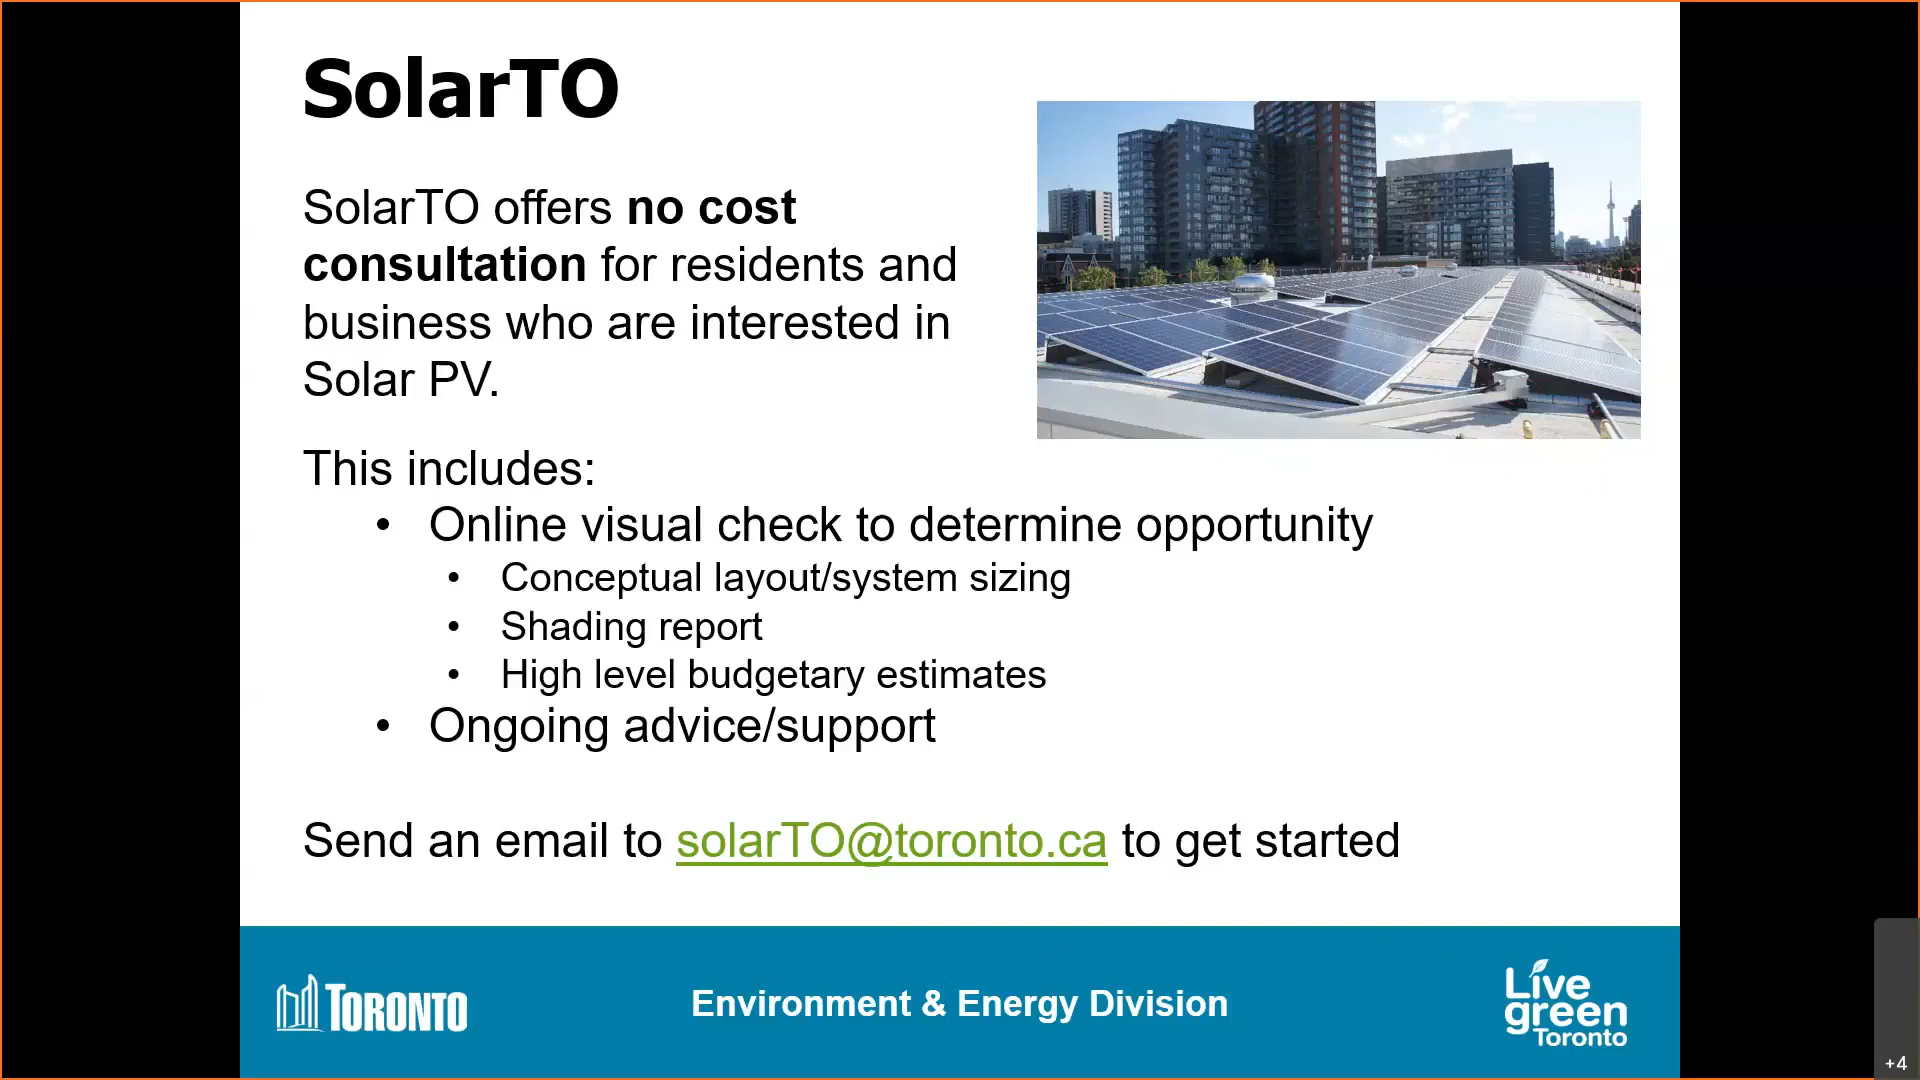 SolarTO
SolarTO offers no cost
consultation for residents and
business who are interested in
Solar PV.
This includes:
• Online visual check to determine opportunity
• Conceptual layout/system sizing
• Shading report
• High level budgetary estimates
• Ongoing advice/support
Send an email to solarTO@toronto.ca to get started
TORONTO
Environment & Energy Division
Live
green
Toronto
+4